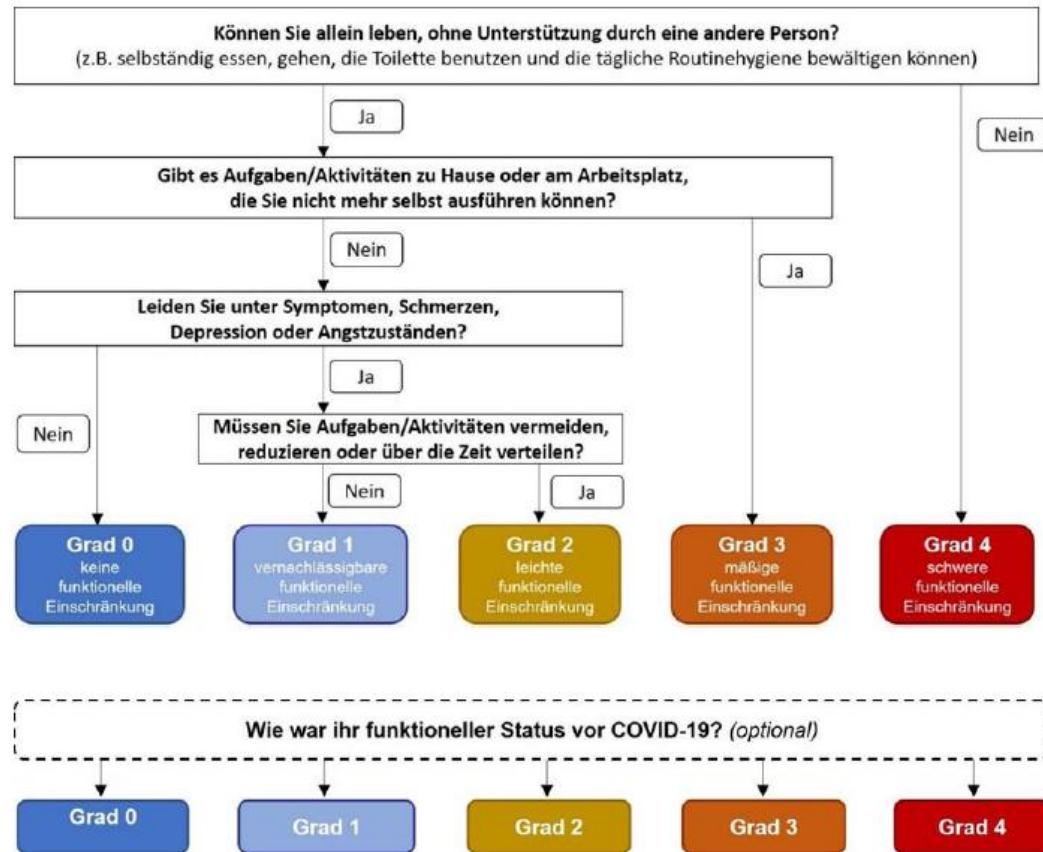 Können Sie allein leben, ohne Unterstützung durch eine andere Person?
(z.B. selbständig essen, gehen, die Toilette benutzen und die tägliche Routinehygiene bewältigen können)
Ja
Nein
Gibt es Aufgaben/Aktivitäten zu Hause oder am Arbeitsplatz,
die Sie nicht mehr selbst ausführen können?
Nein
Ja
Leiden Sie unter Symptomen, Schmerzen,
Depression oder Angstzuständen?
Ja
Nein
Müssen Sie Aufgaben/Aktivitäten vermeiden,
reduzieren oder über die Zeit verteilen?
Nein
Ja
Grad 0
keine
funktionelle
Einschränkung
Grad 1
vernachlässigbare
funktionelle
Einschränkung
Grad 2
leichte
funktionelle
Einschränkung
Grad 3
mäßige
funktionelle
Einschränkung
Grad 4
schwere
funktionelle
Einschränkung
Wie war ihr funktioneller Status vor COVID-19? (optional)
Grad 0
Grad 1
Grad 2
Grad 3
Grad 4